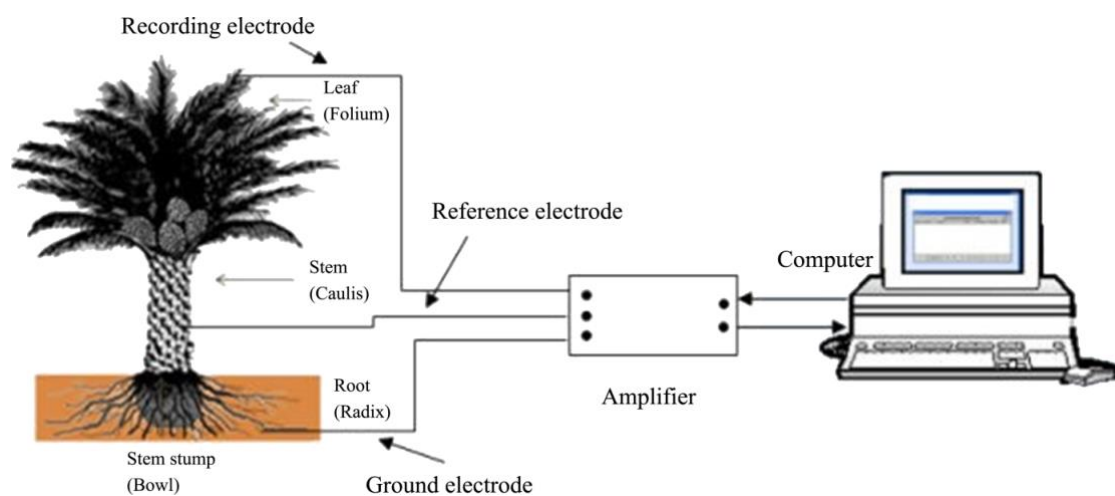 Recording electrode
Leaf
(Folium)
Reference electrode
Stem
(Caulis)
Computer
Root
(Radix)
Amplifier
Stem stump
(Bowl)
Ground electrode